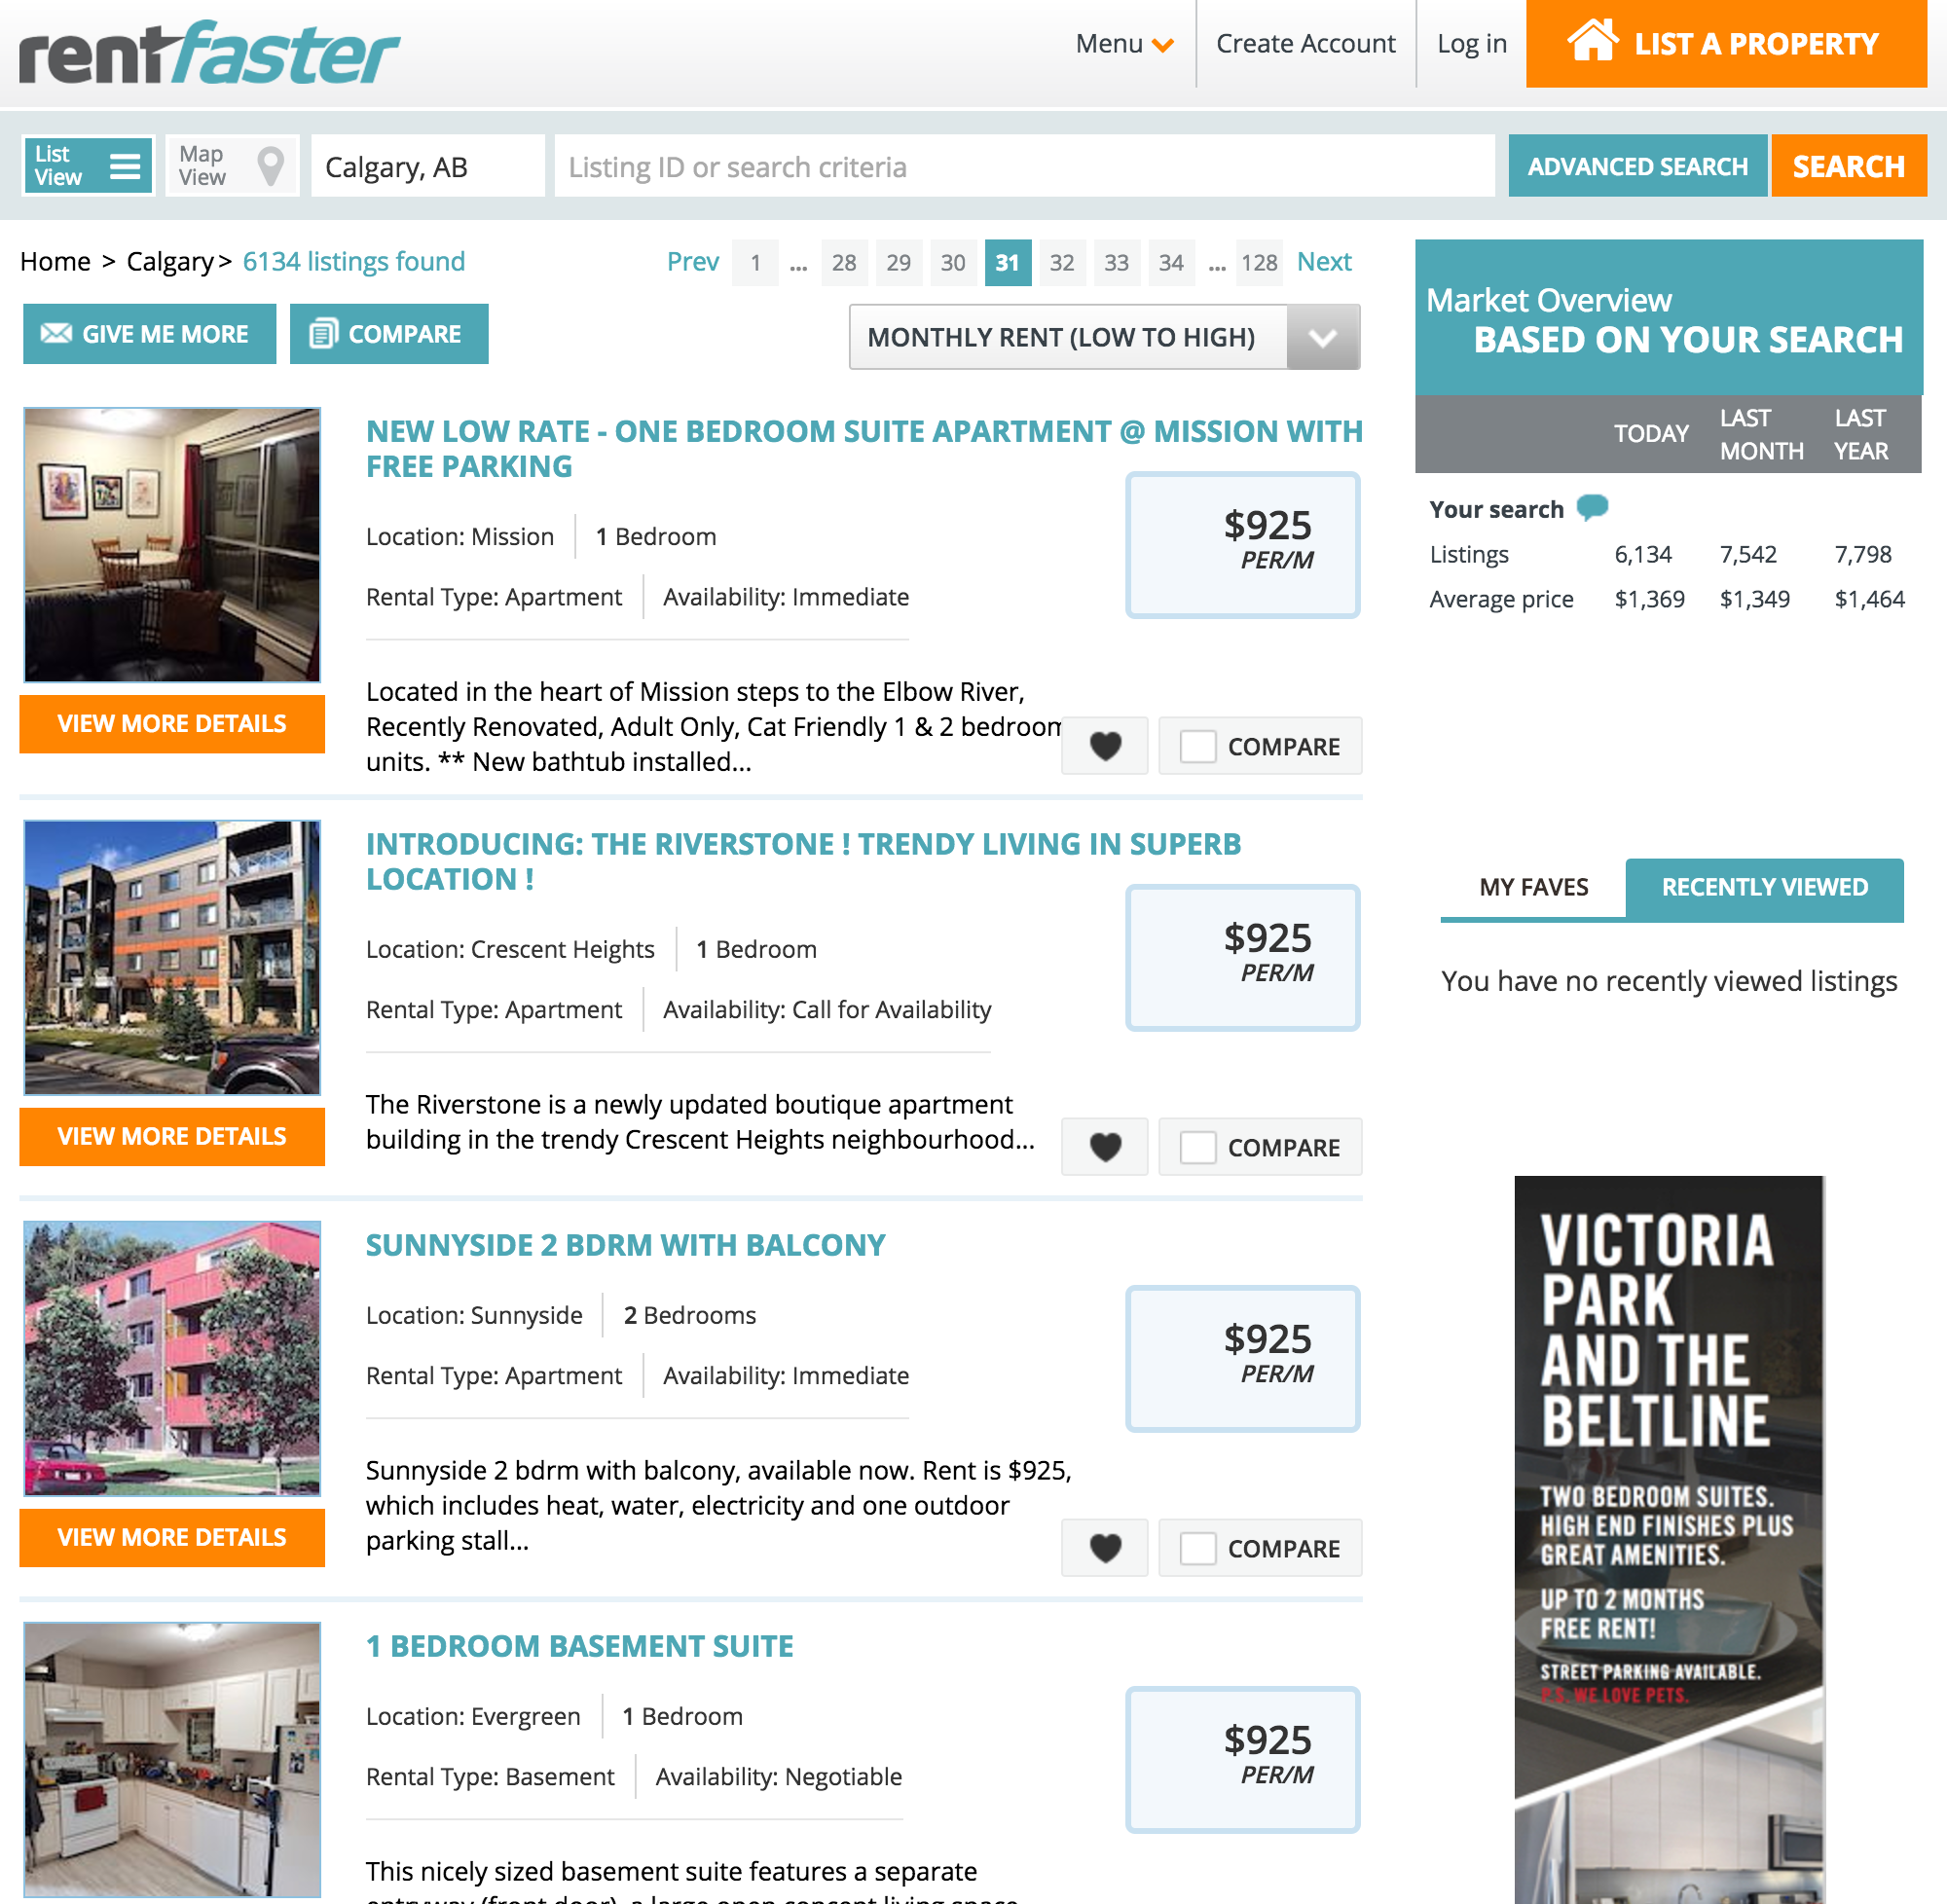 rentfaster
Menu
Create Account
Log in
LIST A PROPERTY
List View
Map View
Calgary, AB
Listing ID or search criteria
ADVANCED SEARCH
SEARCH
Home > Calgary > 6134 listings found
Prev 1 ... 28 29 30 31 32 33 34 ... 128 Next
GIVE ME MORE
COMPARE
MONTHLY RENT (LOW TO HIGH)
NEW LOW RATE - ONE BEDROOM SUITE APARTMENT @ MISSION WITH
FREE PARKING
Location: Mission 1 Bedroom
Rental Type: Apartment Availability: Immediate
$925
PER/M
Located in the heart of Mission steps to the Elbow River,
Recently Renovated, Adult Only, Cat Friendly 1 & 2 bedroom
units. ** New bathtub installed...
VIEW MORE DETAILS
COMPARE
INTRODUCING: THE RIVERSTONE ! TRENDY LIVING IN SUPERB
LOCATION !
Location: Crescent Heights 1 Bedroom
Rental Type: Apartment Availability: Call for Availability
$925
PER/M
The Riverstone is a newly updated boutique apartment
building in the trendy Crescent Heights neighbourhood...
VIEW MORE DETAILS
COMPARE
SUNNYSIDE 2 BDRM WITH BALCONY
Location: Sunnyside 2 Bedrooms
Rental Type: Apartment Availability: Immediate
$925
PER/M
Sunnyside 2 bdrm with balcony, available now. Rent is $925,
which includes heat, water, electricity and one outdoor
parking stall...
VIEW MORE DETAILS
COMPARE
1 BEDROOM BASEMENT SUITE
Location: Evergreen 1 Bedroom
Rental Type: Basement Availability: Negotiable
$925
PER/M
This nicely sized basement suite features a separate
entryway (front door), a large open concept living space
Market Overview
BASED ON YOUR SEARCH
TODAY LAST MONTH LAST YEAR
Your search
Listings 6,134 7,542 7,798
Average price $1,369 $1,349 $1,464
MY FAVES
RECENTLY VIEWED
You have no recently viewed listings
VICTORIA
PARK
AND THE
BELTLINE
TWO BEDROOM SUITES.
HIGH END FINISHES PLUS
GREAT AMENITIES.
UP TO 2 MONTHS
FREE RENT!
STREET PARKING AVAILABLE.
P.S. WE LOVE PETS.